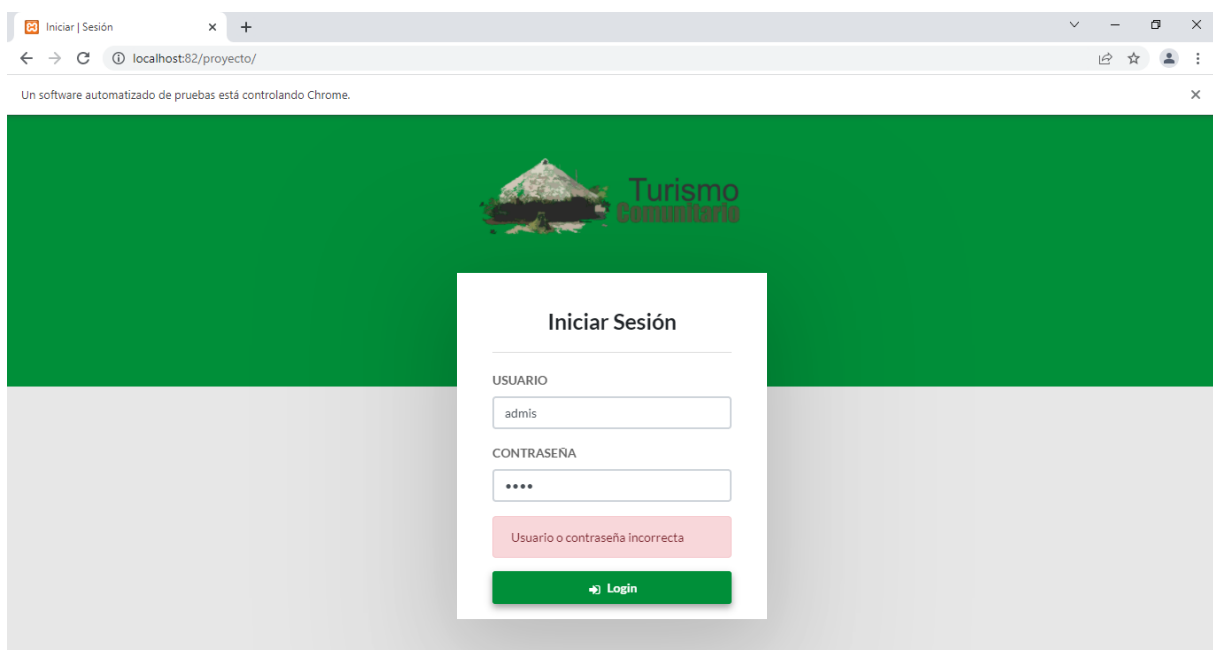 Iniciar | Sesión
localhost:82/proyecto/
Un software automatizado de pruebas está controlando Chrome.
Turismo
Comunitario
Iniciar Sesión
USUARIO
admis
CONTRASEÑA
••••
Usuario o contraseña incorrecta
Login